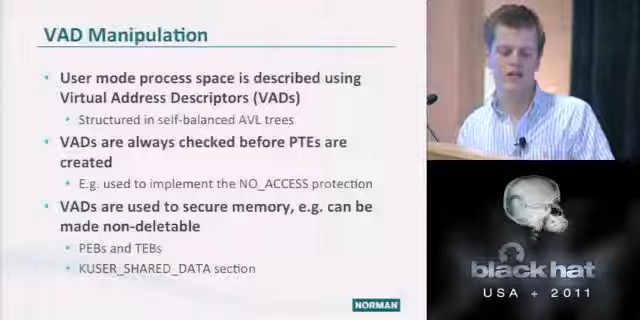 VAD Manipulation
• User mode process space is described using
Virtual Address Descriptors (VADs)
• Structured in self-balanced AVL trees
• VADs are always checked before PTEs are
created
• E.g. used to implement the NO_ACCESS protection
• VADs are used to secure memory, e.g. can be
made non-deletable
• PEBs and TEBs
• KUSER_SHARED_DATA section
NORMAN
black hat
USA + 2011